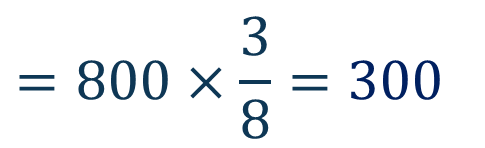 = 800 × 3/8 = 300